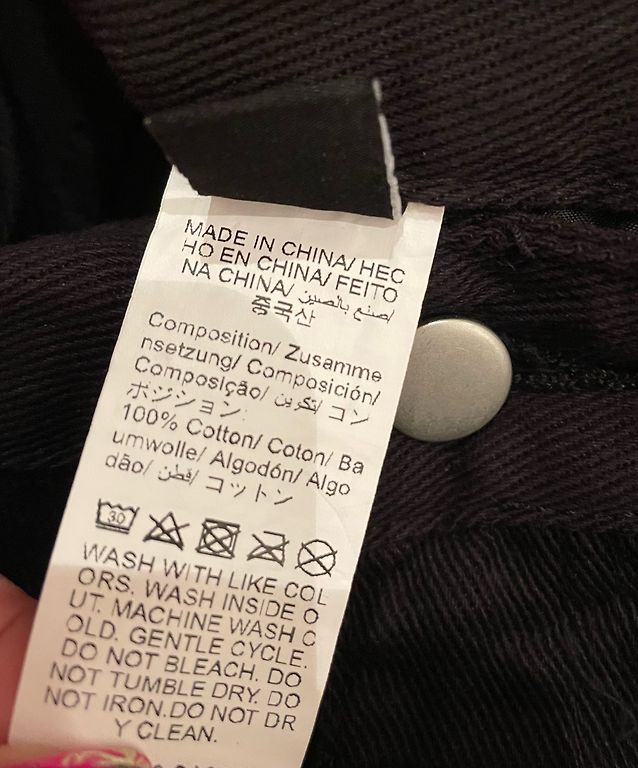 MADE IN CHINA/ HEC
HO EN CHINA/ FEITO
NA CHINA/ صنع بالصين/
중국산
Composition/ Zusamme
nsetzung/ Composición/
Composição/ تكوين/ コン
ポジション:
100% Cotton/ Coton/ Ba
umwolle/ Algodón/ Algo
dão/ قطن/ コットン
30
WASH WITH LIKE COL
ORS. WASH INSIDE O
UT. MACHINE WASH C
OLD. GENTLE CYCLE.
DO NOT BLEACH. DO
NOT TUMBLE DRY. DO
NOT IRON.DO NOT DR
Y CLEAN.